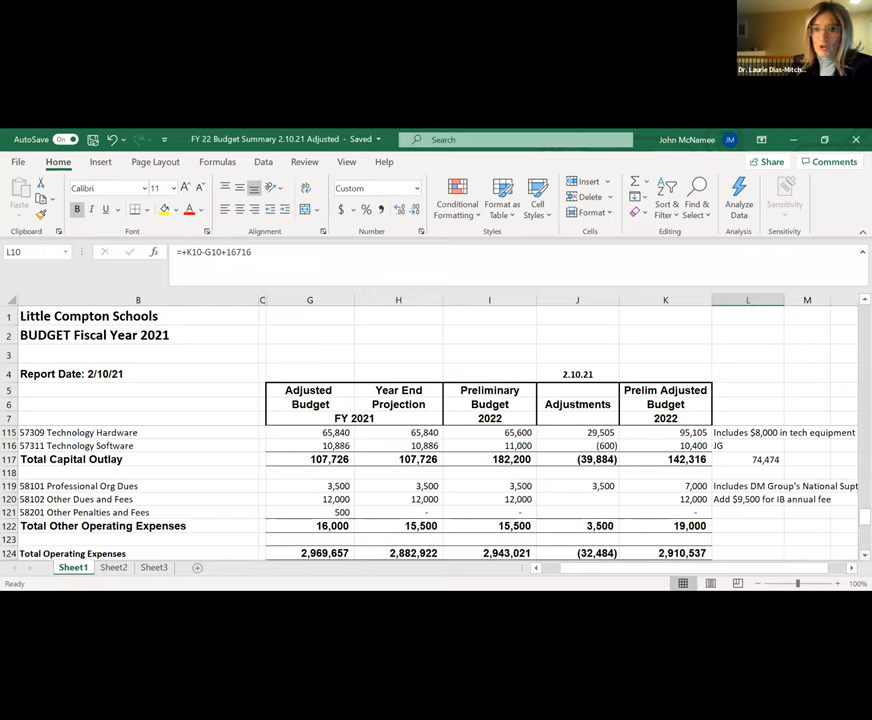 Dr. Laurie Dias-Mitch...
AutoSave On FY 22 Budget Summary 2.10.21 Adjusted - Saved Search John McNamee JM
File Home Insert Page Layout Formulas Data Review View Help Share Comments
Paste Calibri 11 A A Custom Conditional Formatting Format as Table Cell Styles Insert Delete Format Sort & Filter Find & Select Analyze Data Sensitivity
B I U A $ % 9
Clipboard Font Alignment Number Styles Cells Editing Analysis Sensitivity
L10 fx =+K10-G10+16716
B C G H I J K L M
1 Little Compton Schools
2 BUDGET Fiscal Year 2021
3
4 Report Date: 2/10/21 2.10.21
5 Adjusted Year End Preliminary Prelim Adjusted
6 Budget Projection Budget Adjustments Budget
7 FY 2021 2022 2022
115 57309 Technology Hardware 65,840 65,840 65,600 29,505 95,105 Includes $8,000 in tech equipment
116 57311 Technology Software 10,886 10,886 11,000 (600) 10,400 JG
117 Total Capital Outlay 107,726 107,726 182,200 (39,884) 142,316 74,474
118
119 58101 Professional Org Dues 3,500 3,500 3,500 3,500 7,000 Includes DM Group's National Supt
120 58102 Other Dues and Fees 12,000 12,000 12,000 12,000 Add $9,500 for IB annual fee
121 58201 Other Penalties and Fees 500 - - -
122 Total Other Operating Expenses 16,000 15,500 15,500 3,500 19,000
123
124 Total Operating Expenses 2,969,657 2,882,922 2,943,021 (32,484) 2,910,537
Sheet1 Sheet2 Sheet3
Ready 100%